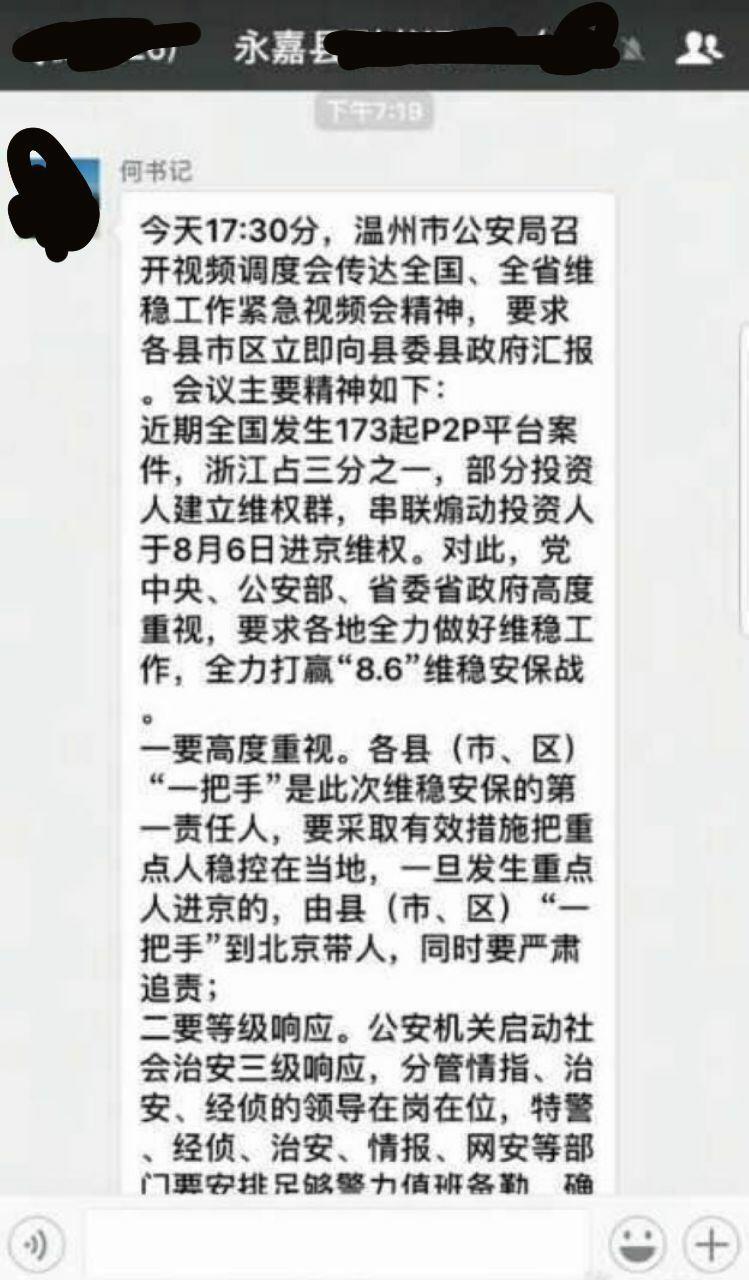 永嘉县
下午7:19
何书记
今天17:30分，温州市公安局召
开视频调度会传达全国、全省维
稳工作紧急视频会精神， 要求
各县市区立即向县委县政府汇报
。会议主要精神如下：
近期全国发生173起P2P平台案
件，浙江占三分之一，部分投资
人建立维权群，串联煽动投资人
于8月6日进京维权。对此，党
中央、公安部、省委省政府高度
重视，要求各地全力做好维稳工
作，全力打赢“8.6”维稳安保战
。
一要高度重视。各县（市、区）
“一把手”是此次维稳安保的第
一责任人，要采取有效措施把重
点人稳控在当地，一旦发生重点
人进京的，由县（市、区）“一
把手”到北京带人，同时要严肃
追责；
二要等级响应。公安机关启动社
会治安三级响应，分管情指、治
安、经侦的领导在岗在位，特警
、经侦、治安、情报、网安等部
门要安排足够警力值班备勤，确